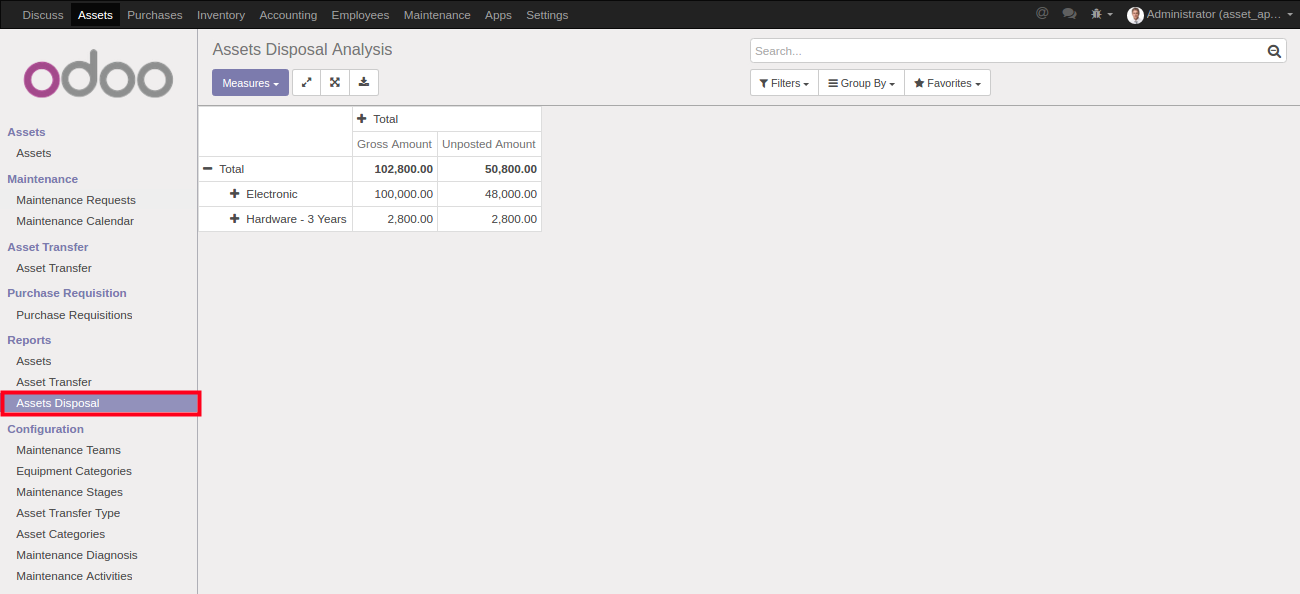 Discuss Assets Purchases Inventory Accounting Employees Maintenance Apps Settings @ Administrator (asset_ap...
odoo
Assets
Assets
Maintenance
Maintenance Requests
Maintenance Calendar
Asset Transfer
Asset Transfer
Purchase Requisition
Purchase Requisitions
Reports
Assets
Asset Transfer
Assets Disposal
Configuration
Maintenance Teams
Equipment Categories
Maintenance Stages
Asset Transfer Type
Asset Categories
Maintenance Diagnosis
Maintenance Activities
Assets Disposal Analysis
Search...
Measures
Filters Group By Favorites
Total
Gross Amount Unposted Amount
Total 102,800.00 50,800.00
Electronic 100,000.00 48,000.00
Hardware - 3 Years 2,800.00 2,800.00